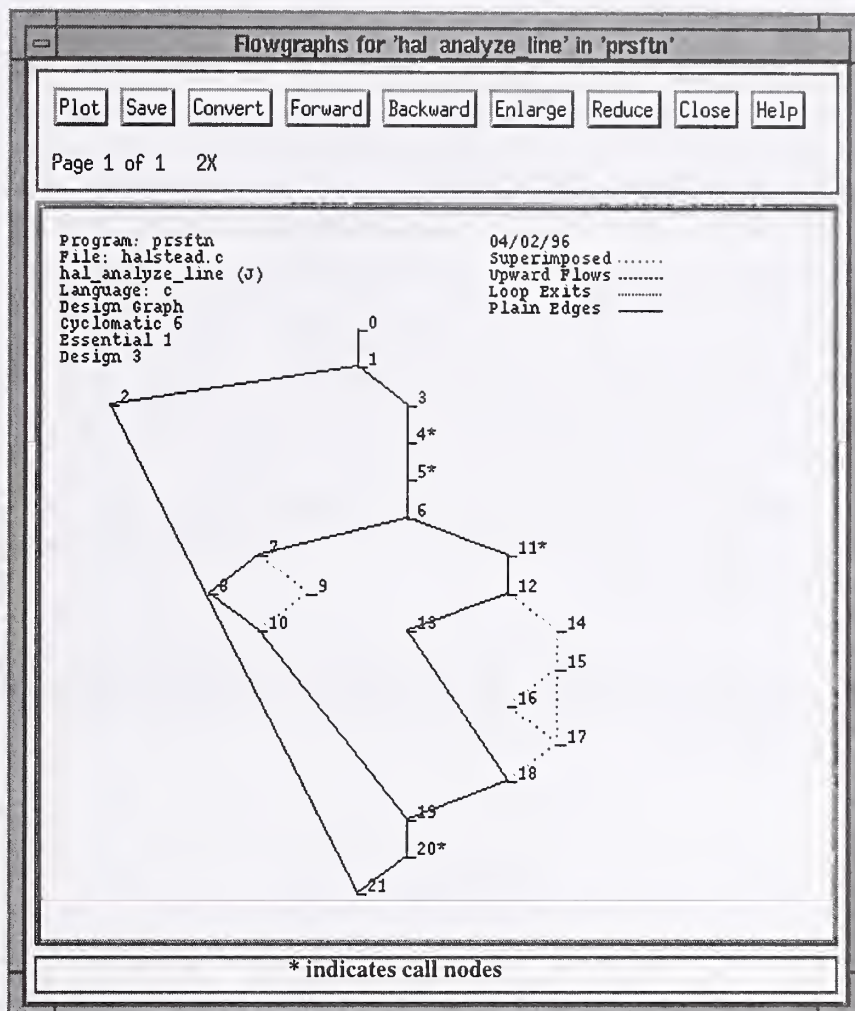 Flowgraphs for 'hal_analyze_line' in 'prsftn'
Plot Save Convert Forward Backward Enlarge Reduce Close Help
Page 1 of 1 2X
Program: prsftn
File: halstead.c
hal_analyze_line (J)
Language: c
Design Graph
Cyclomatic 6
Essential 1
Design 3
04/02/96
Superimposed
Upward Flows
Loop Exits
Plain Edges
0
1
2
3
4*
5*
6
7
11*
8
9
12
10
13
14
15
16
17
18
19
20*
21
* indicates call nodes